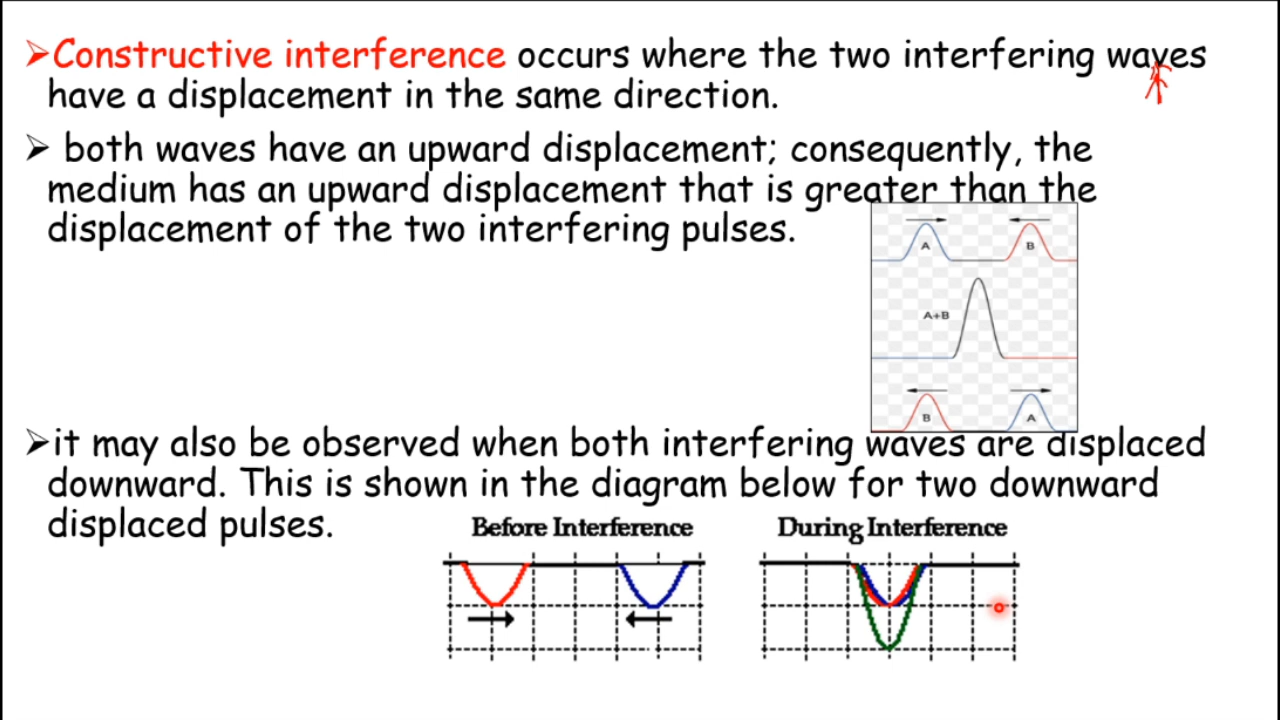 ➢Constructive interference occurs where the two interfering waves
have a displacement in the same direction.
➢ both waves have an upward displacement; consequently, the
medium has an upward displacement that is greater than the
displacement of the two interfering pulses.
A B
A+B
B A
➢it may also be observed when both interfering waves are displaced
downward. This is shown in the diagram below for two downward
displaced pulses.
Before Interference
During Interference